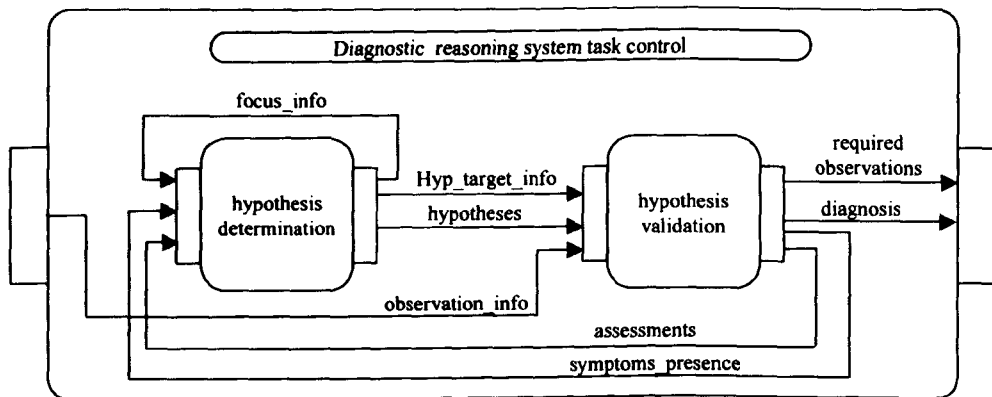 Diagnostic reasoning system task control
focus_info
hypothesis
determination
Hyp_target_info
hypotheses
hypothesis
validation
required
observations
diagnosis
observation_info
assessments
symptoms_presence